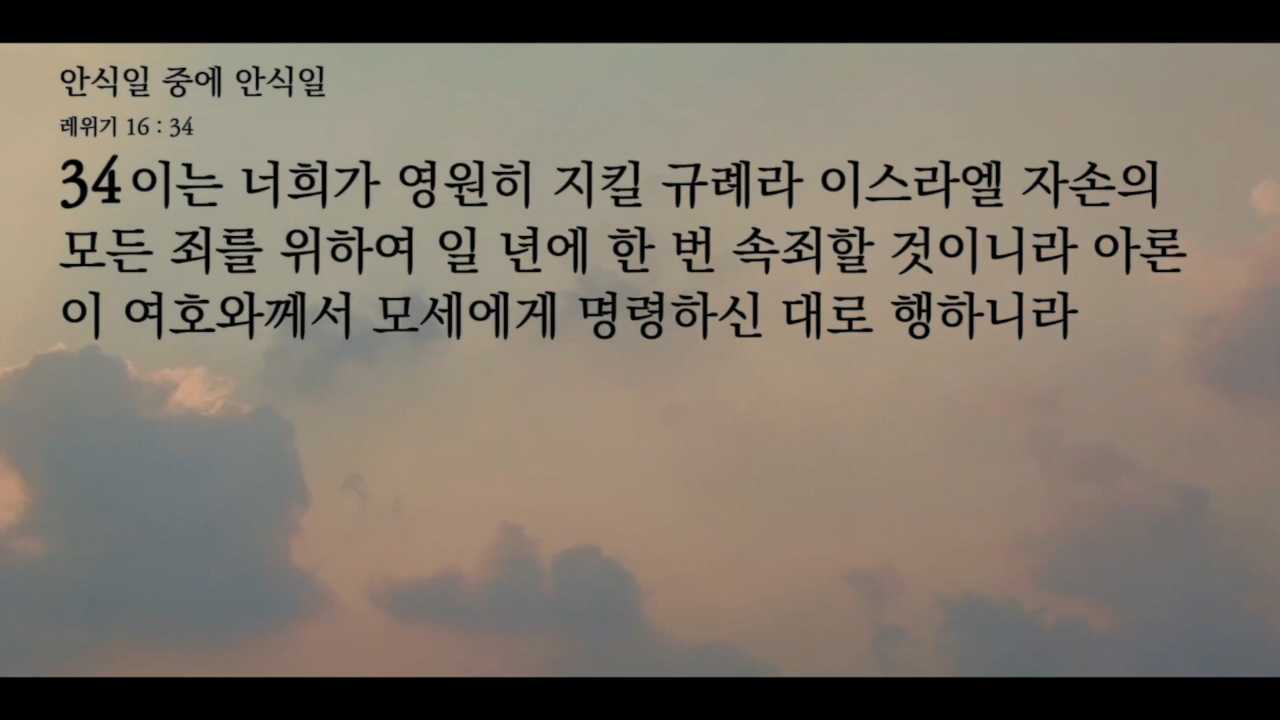 안식일 중에 안식일
레위기 16 : 34
34 이는 너희가 영원히 지킬 규례라 이스라엘 자손의
모든 죄를 위하여 일 년에 한 번 속죄할 것이니라 아론
이 여호와께서 모세에게 명령하신 대로 행하니라